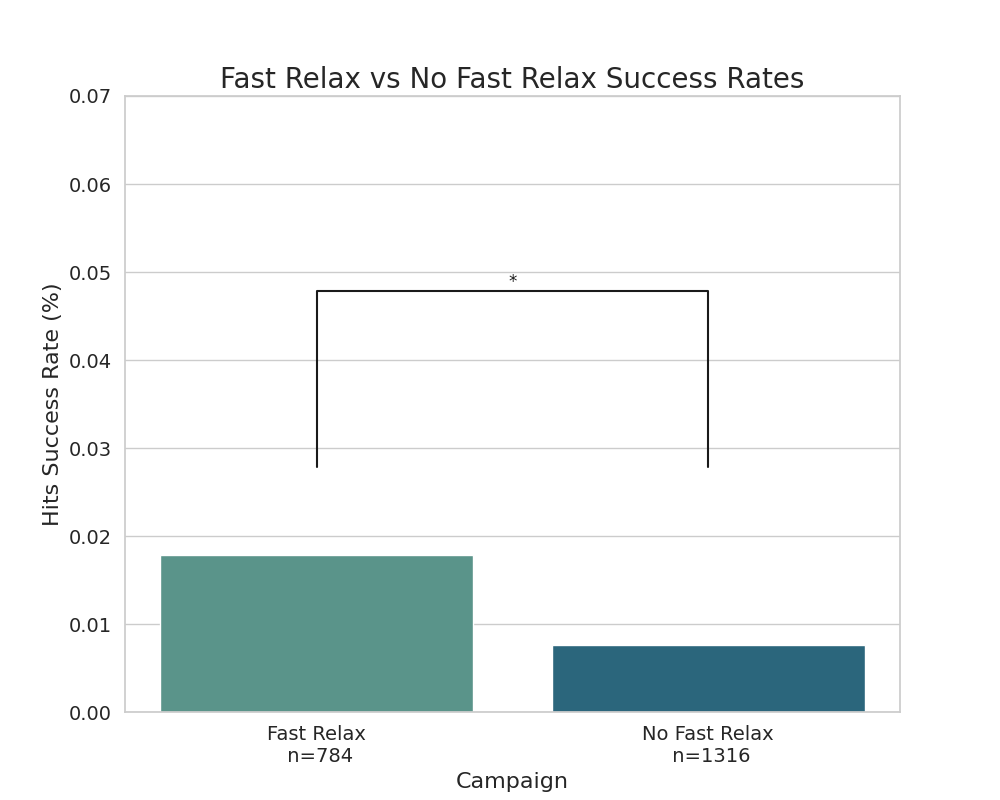 Fast Relax vs No Fast Relax Success Rates
0.07
0.06
0.05
0.04
0.03
0.02
0.01
0.00
Hits Success Rate (%)
*
Fast Relax
n=784
No Fast Relax
n=1316
Campaign